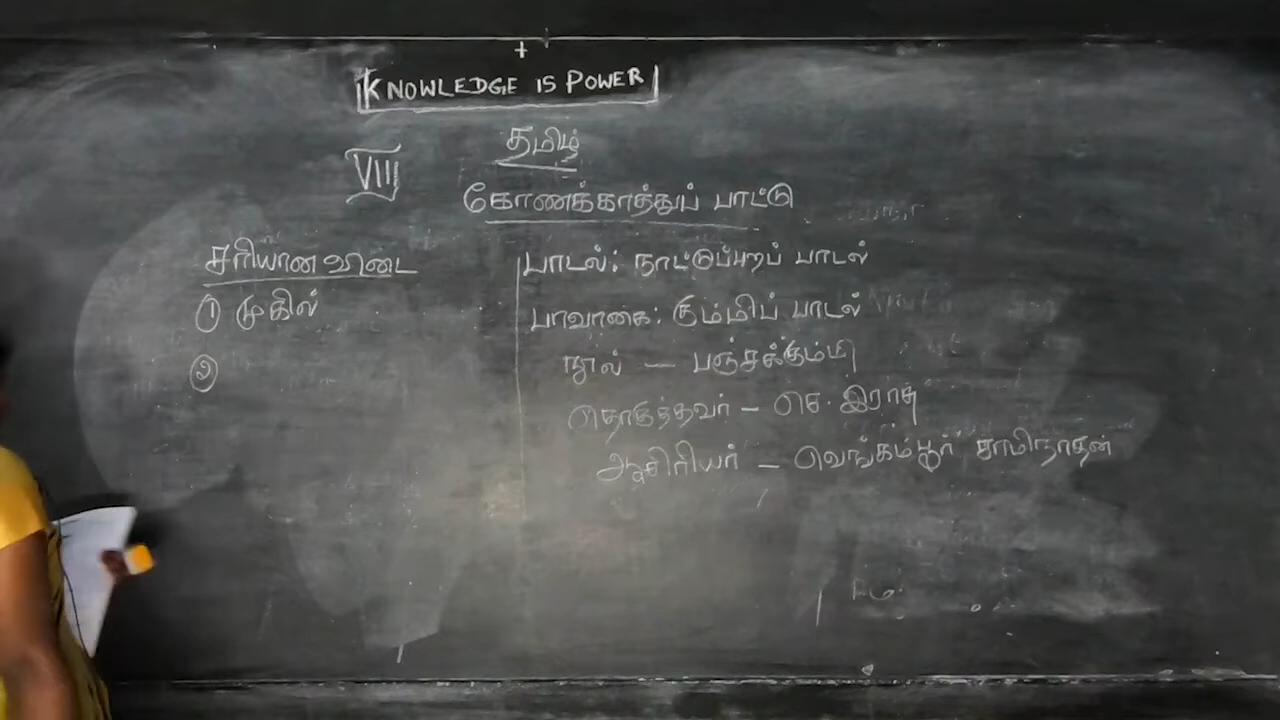 KNOWLEDGE IS POWER
தமிழ்
VIII
கோணக்காத்துப் பாட்டு
சரியான விடை
① முகில்
②
பாடல்: நாட்டுப்புறப் பாடல்
பாவகை: கும்மிப் பாடல்
நூல் — பஞ்சக்கும்மி
தொகுத்தவர் – செ. இராசு
ஆசிரியர் – வெங்கம்பூர் சாமிநாதன்